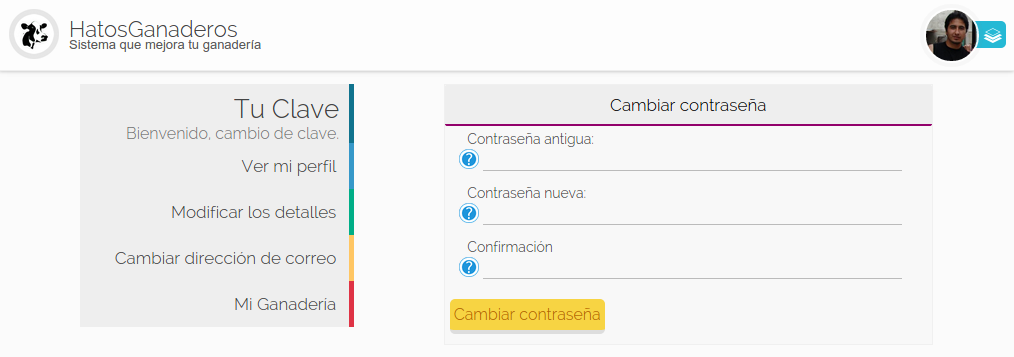 HatosGanaderos
Sistema que mejora tu ganadería
Tu Clave
Bienvenido, cambio de clave.
Ver mi perfil
Modificar los detalles
Cambiar dirección de correo
Mi Ganaderia
Cambiar contraseña
Contraseña antigua:
?
Contraseña nueva:
?
Confirmación
?
Cambiar contraseña